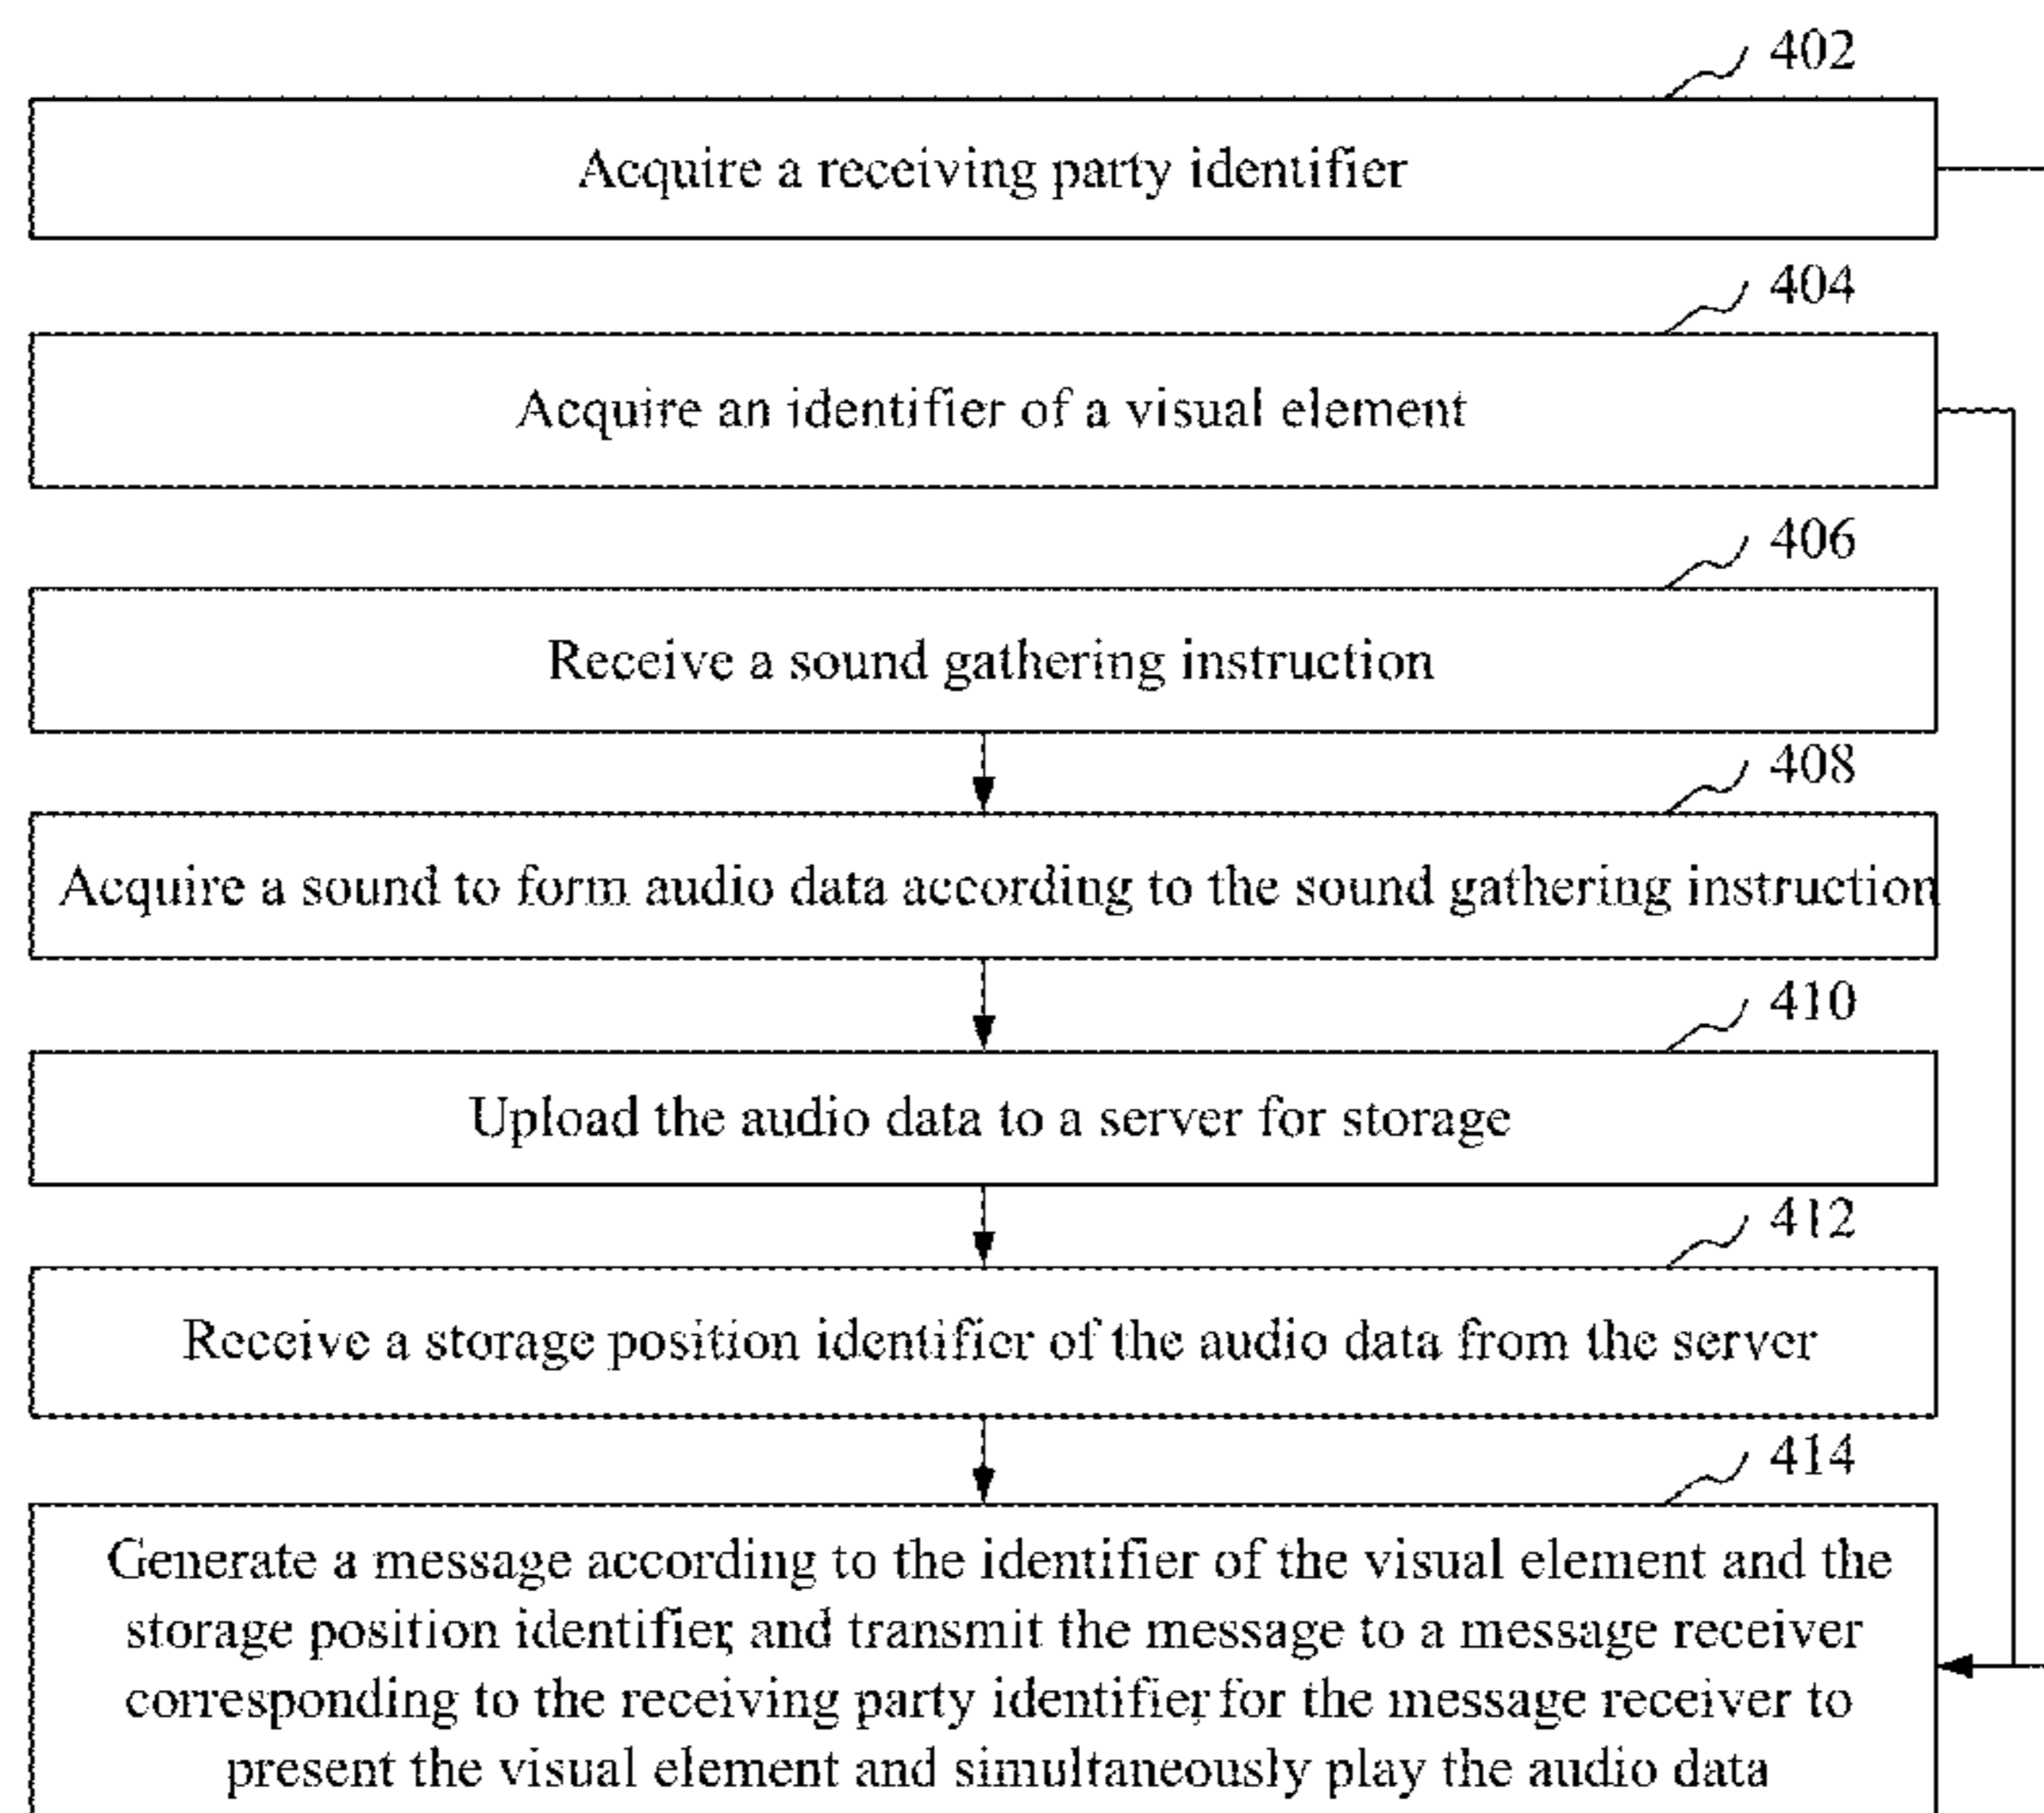 402
Acquire a receiving party identifier
404
Acquire an identifier of a visual element
406
Receive a sound gathering instruction
408
Acquire a sound to form audio data according to the sound gathering instruction
410
Upload the audio data to a server for storage
412
Receive a storage position identifier of the audio data from the server
414
Generate a message according to the identifier of the visual element and the
storage position identifier, and transmit the message to a message receiver
corresponding to the receiving party identifier, for the message receiver to
present the visual element and simultaneously play the audio data